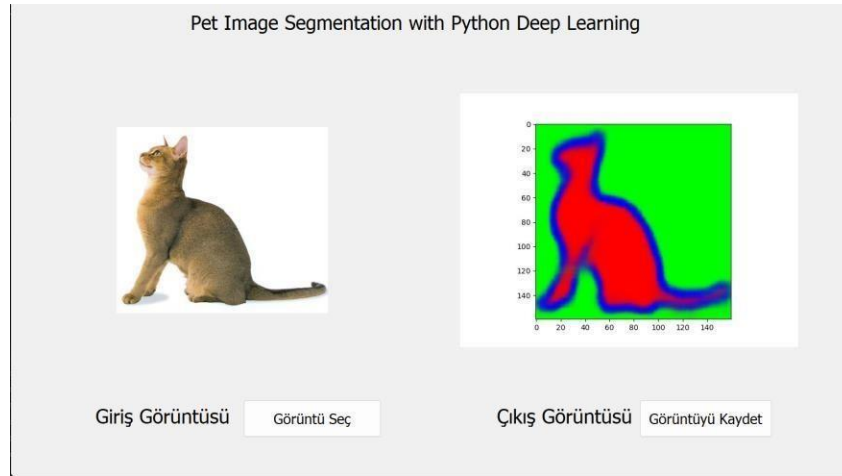 Pet Image Segmentation with Python Deep Learning
0
20
40
60
80
100
120
140
0 20 40 60 80 100 120 140
Giriş Görüntüsü
Görüntü Seç
Çıkış Görüntüsü
Görüntüyü Kaydet